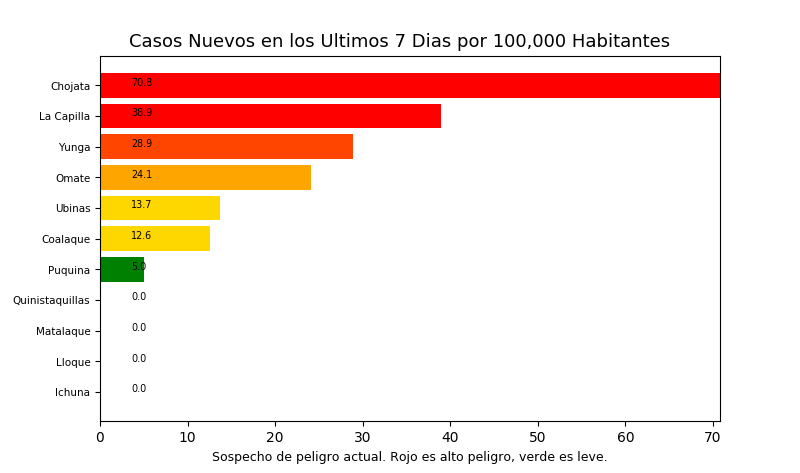 Casos Nuevos en los Ultimos 7 Dias por 100,000 Habitantes
Chojata 70.8
La Capilla 38.9
Yunga 28.9
Omate 24.1
Ubinas 13.7
Coalaque 12.6
Puquina 5.0
Quinistaquillas 0.0
Matalaque 0.0
Lloque 0.0
Ichuna 0.0
0 10 20 30 40 50 60 70
Sospecho de peligro actual. Rojo es alto peligro, verde es leve.